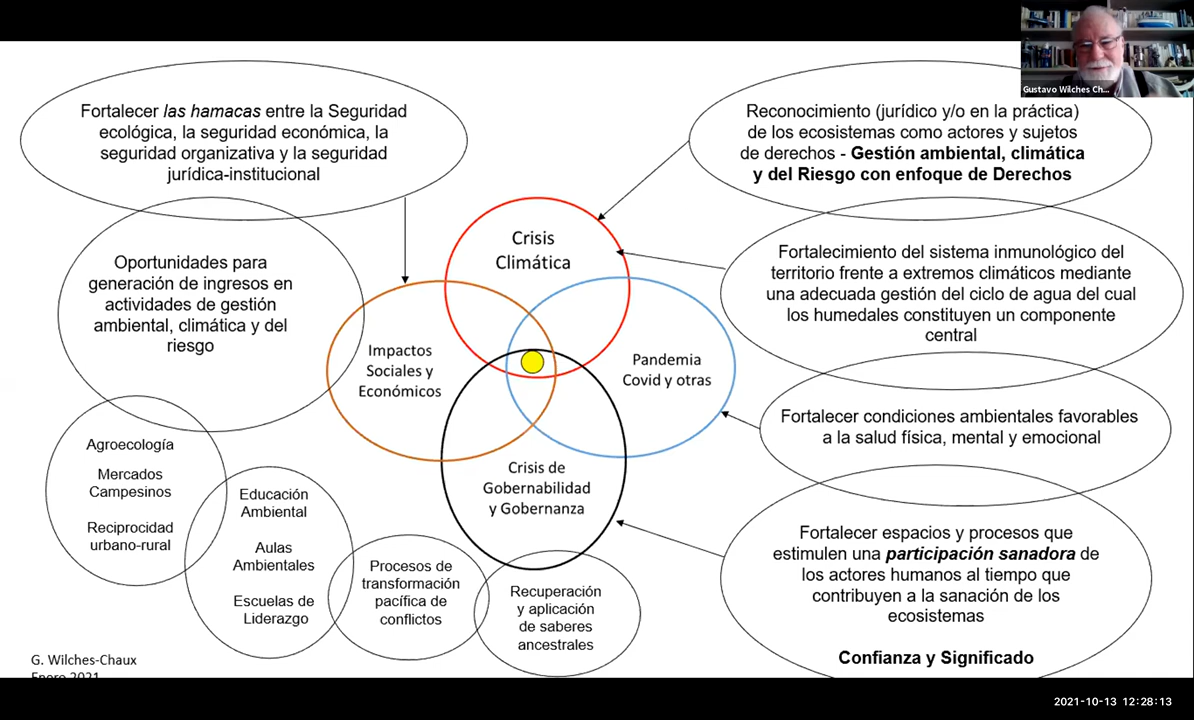 Gustavo Wilches Ch...
Fortalecer las hamacas entre la Seguridad
ecológica, la seguridad económica, la
seguridad organizativa y la seguridad
jurídica-institucional
Reconocimiento (jurídico y/o en la práctica)
de los ecosistemas como actores y sujetos
de derechos - Gestión ambiental, climática
y del Riesgo con enfoque de Derechos
Oportunidades para
generación de ingresos en
actividades de gestión
ambiental, climática y del
riesgo
Crisis
Climática
Fortalecimiento del sistema inmunológico del
territorio frente a extremos climáticos mediante
una adecuada gestión del ciclo de agua del cual
los humedales constituyen un componente
central
Impactos
Sociales y
Económicos
Pandemia
Covid y otras
Fortalecer condiciones ambientales favorables
a la salud física, mental y emocional
Agroecología
Mercados
Campesinos
Reciprocidad
urbano-rural
Educación
Ambiental
Aulas
Ambientales
Escuelas de
Liderazgo
Crisis de
Gobernabilidad
y Gobernanza
Procesos de
transformación
pacífica de
conflictos
Recuperación
y aplicación
de saberes
ancestrales
Fortalecer espacios y procesos que
estimulen una participación sanadora de
los actores humanos al tiempo que
contribuyen a la sanación de los
ecosistemas
Confianza y Significado
G. Wilches-Chaux
Enero 2021
2021-10-13 12:28:13